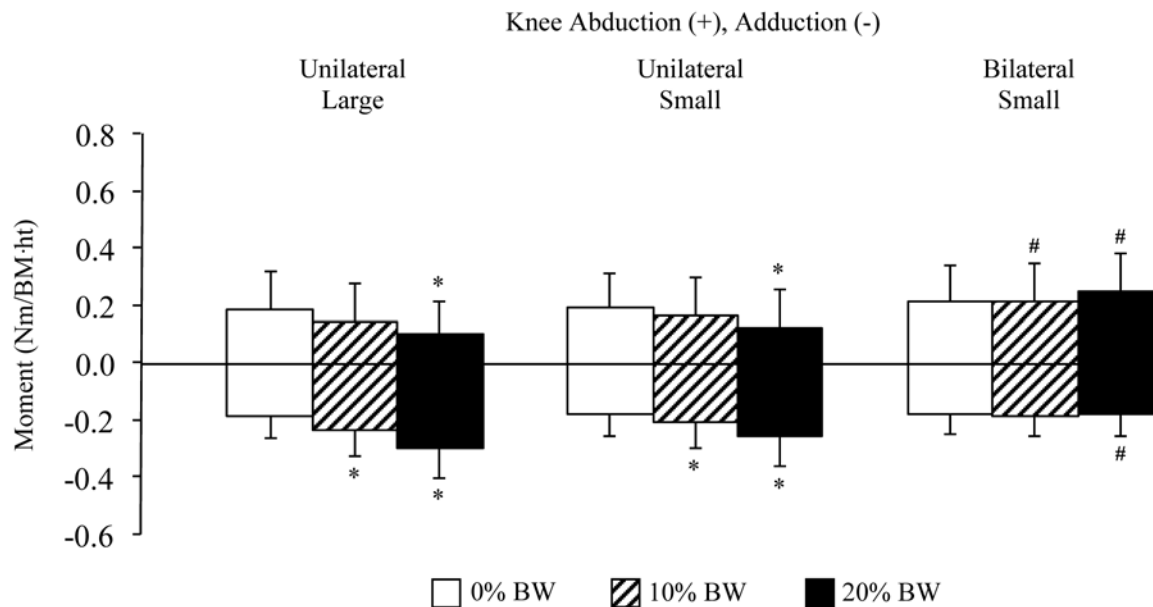 Knee Abduction (+), Adduction (-)
Unilateral
Large
Unilateral
Small
Bilateral
Small
Moment (Nm/BM·ht)
0.8
0.6
0.4
0.2
0.0
-0.2
-0.4
-0.6
*
*
#
#
*
*
*
*
#
0% BW
10% BW
20% BW